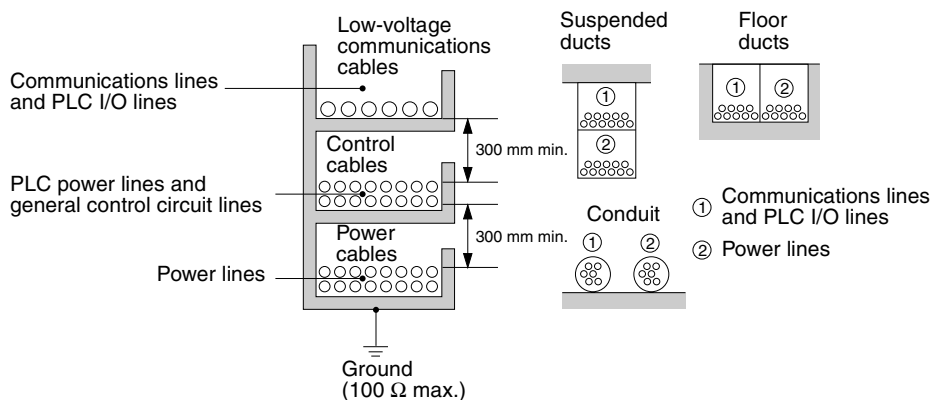 Low-voltage
communications
cables
Communications lines
and PLC I/O lines
300 mm min.
Control
cables
PLC power lines and
general control circuit lines
300 mm min.
Power
cables
Power lines
Ground
(100 Ω max.)
Suspended
ducts
①
②
Floor
ducts
① ②
Conduit
① ②
① Communications lines
and PLC I/O lines
② Power lines